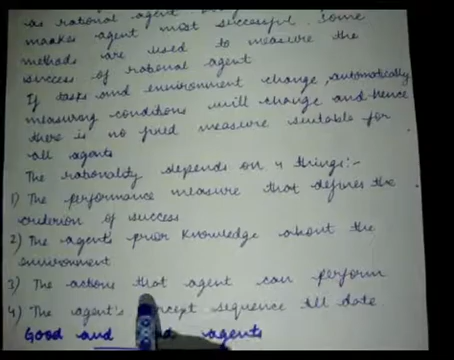 as rational agent
makes agent most successful. Some
methods are used to measure the
success of rational agent
If tasks and environment change, automatically
measuring conditions will change and hence
there is no fixed measure suitable for
all agents
The rationality depends on 4 things:-
1) The performance measure that defines the
criterion of success
2) The agent's prior knowledge about the
environment
3) The actions that agent can perform
4) The agent's percept sequence till date
Good and agents